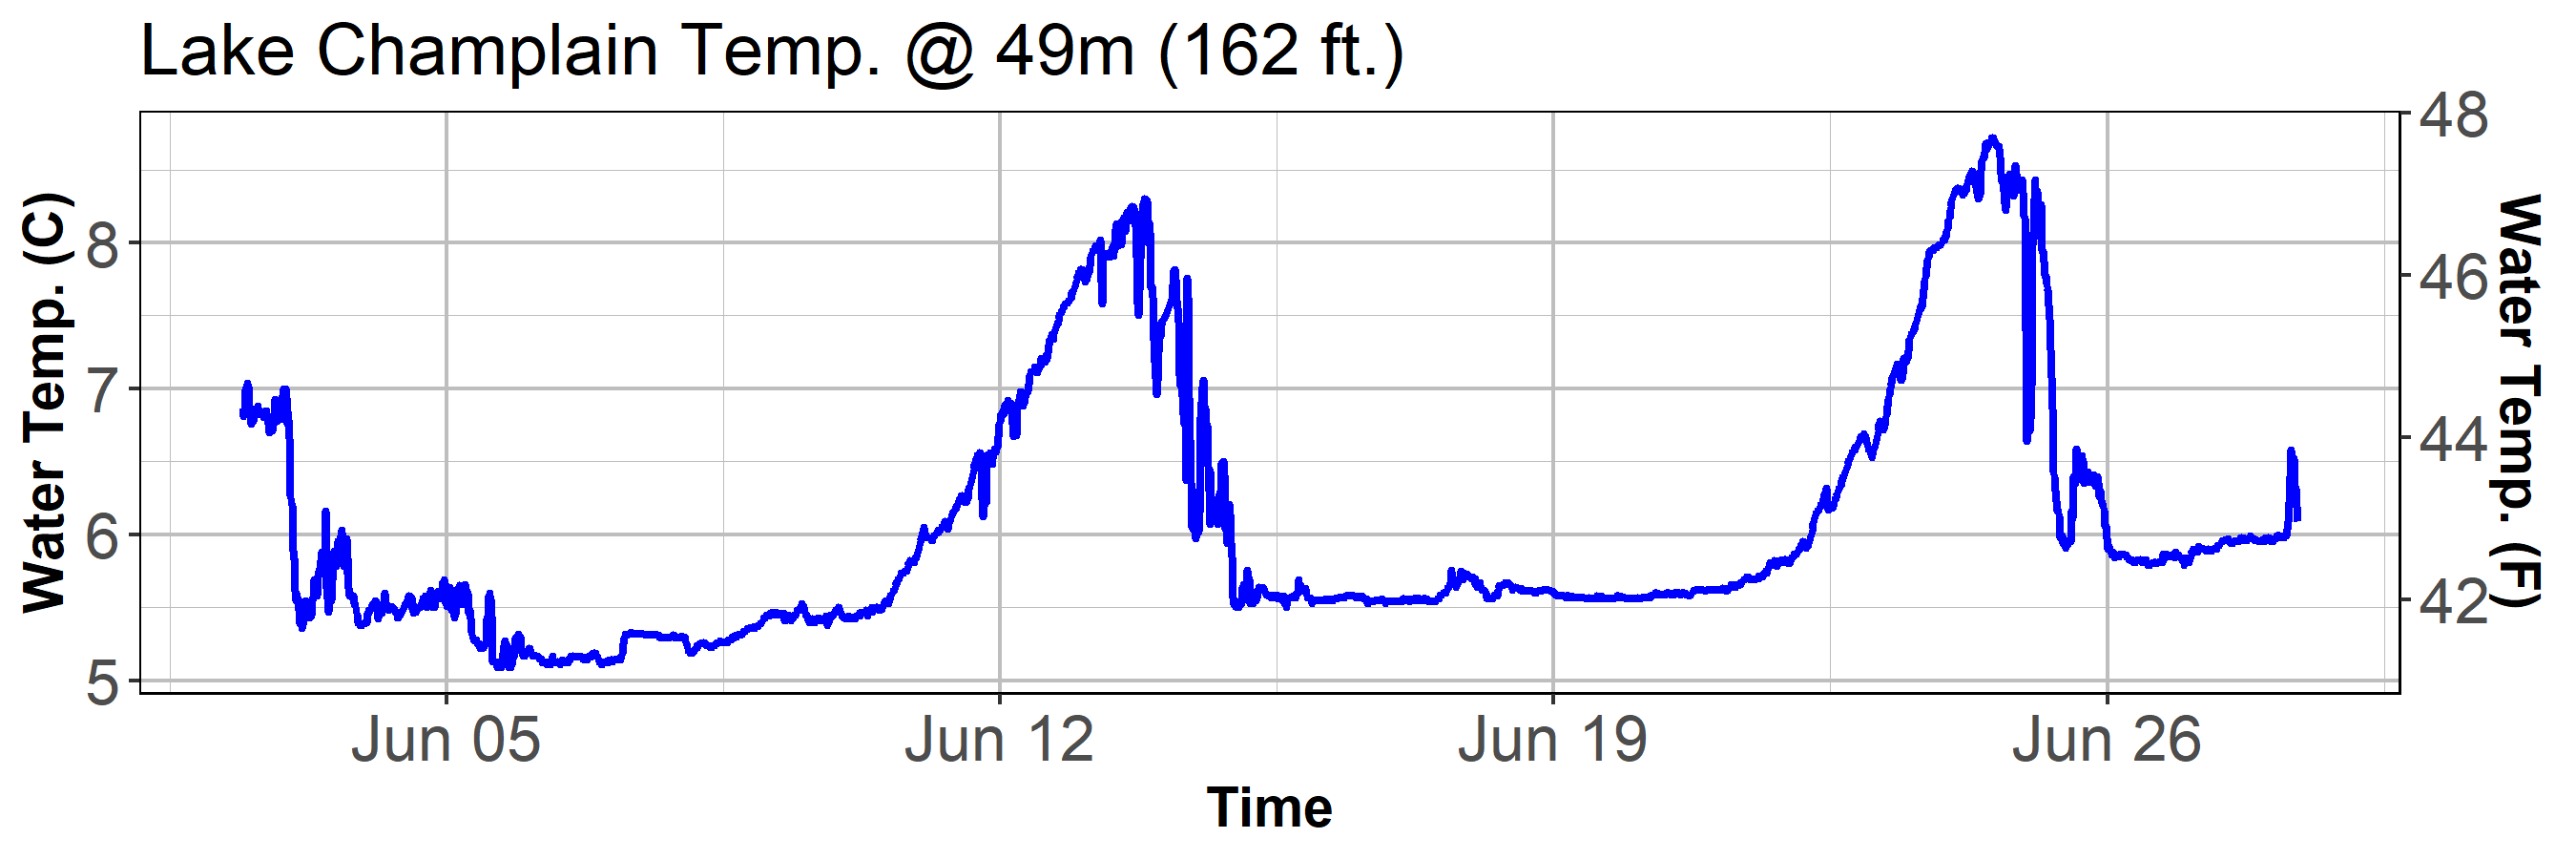 Lake Champlain Temp. @ 49m (162 ft.)
Water Temp. (C)
8
7
6
5
48
46
44
42
Water Temp. (F)
Jun 05 Jun 12 Jun 19 Jun 26
Time